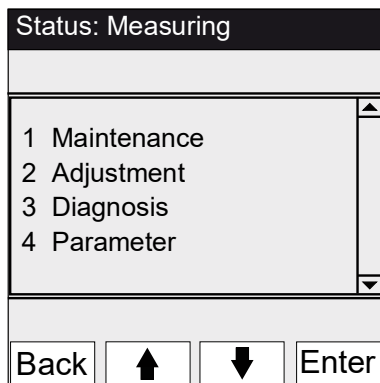 Status: Measuring
1 Maintenance
2 Adjustment
3 Diagnosis
4 Parameter
Back Enter